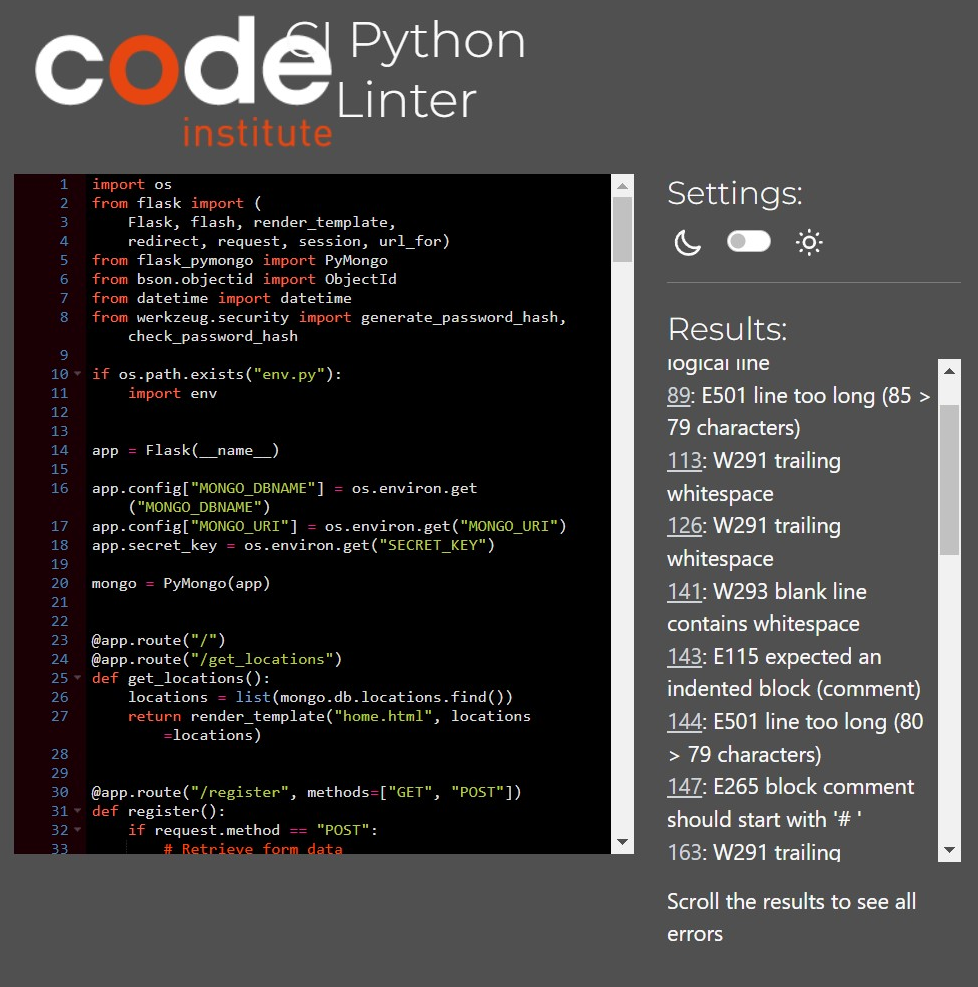 code
institute
CI Python
Linter
1 import os
2 from flask import (
3 Flask, flash, render_template,
4 redirect, request, session, url_for)
5 from flask_pymongo import PyMongo
6 from bson.objectid import ObjectId
7 from datetime import datetime
8 from werkzeug.security import generate_password_hash,
check_password_hash
9
10 if os.path.exists("env.py"):
11 import env
12
13
14 app = Flask(__name__)
15
16 app.config["MONGO_DBNAME"] = os.environ.get
("MONGO_DBNAME")
17 app.config["MONGO_URI"] = os.environ.get("MONGO_URI")
18 app.secret_key = os.environ.get("SECRET_KEY")
19
20 mongo = PyMongo(app)
21
22
23 @app.route("/")
24 @app.route("/get_locations")
25 def get_locations():
26 locations = list(mongo.db.locations.find())
27 return render_template("home.html", locations
=locations)
28
29
30 @app.route("/register", methods=["GET", "POST"])
31 def register():
32 if request.method == "POST":
33 # Retrieve form data
Settings:
Results:
logical line
89: E501 line too long (85 >
79 characters)
113: W291 trailing
whitespace
126: W291 trailing
whitespace
141: W293 blank line
contains whitespace
143: E115 expected an
indented block (comment)
144: E501 line too long (80
> 79 characters)
147: E265 block comment
should start with '# '
163: W291 trailing
Scroll the results to see all
errors